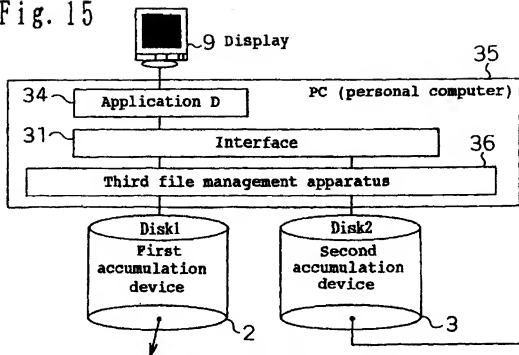 Fig. 15
9 Display
35
34 Application D
PC (personal computer)
31 Interface
36
Third file management apparatus
Disk1
First
accumulation
device
2
Disk2
Second
accumulation
device
3